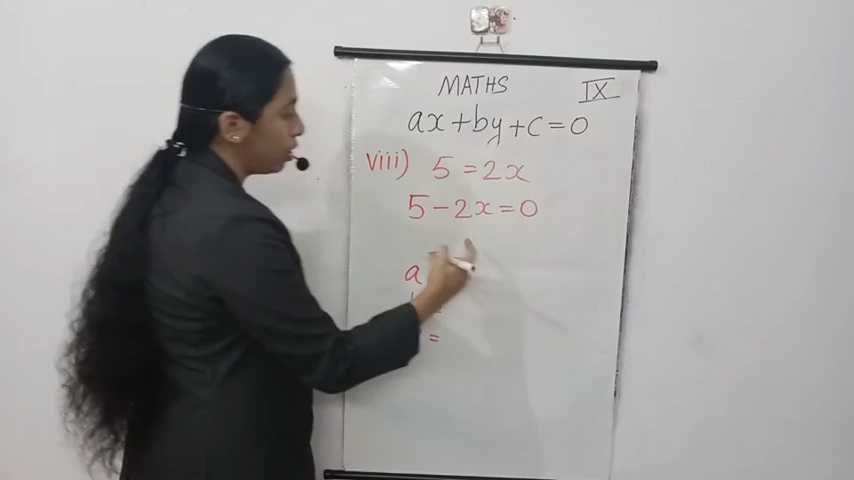 MATHS
IX
ax + by + c = 0
viii) 5 = 2x
5 - 2x = 0
a
=
=